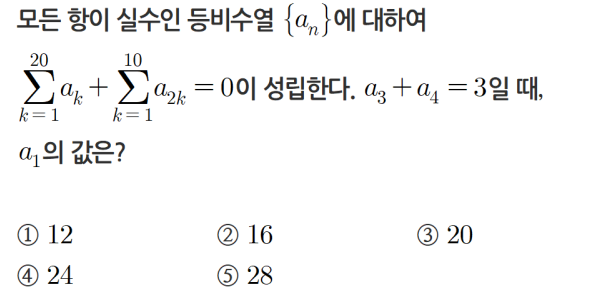 모든 항이 실수인 등비수열 {aₙ}에 대하여
$\sum_{k=1}^{20} a_k + \sum_{k=1}^{10} a_{2k} = 0$이 성립한다. $a_3 + a_4 = 3$일 때,
$a_1$의 값은?
① 12 ② 16 ③ 20
④ 24 ⑤ 28